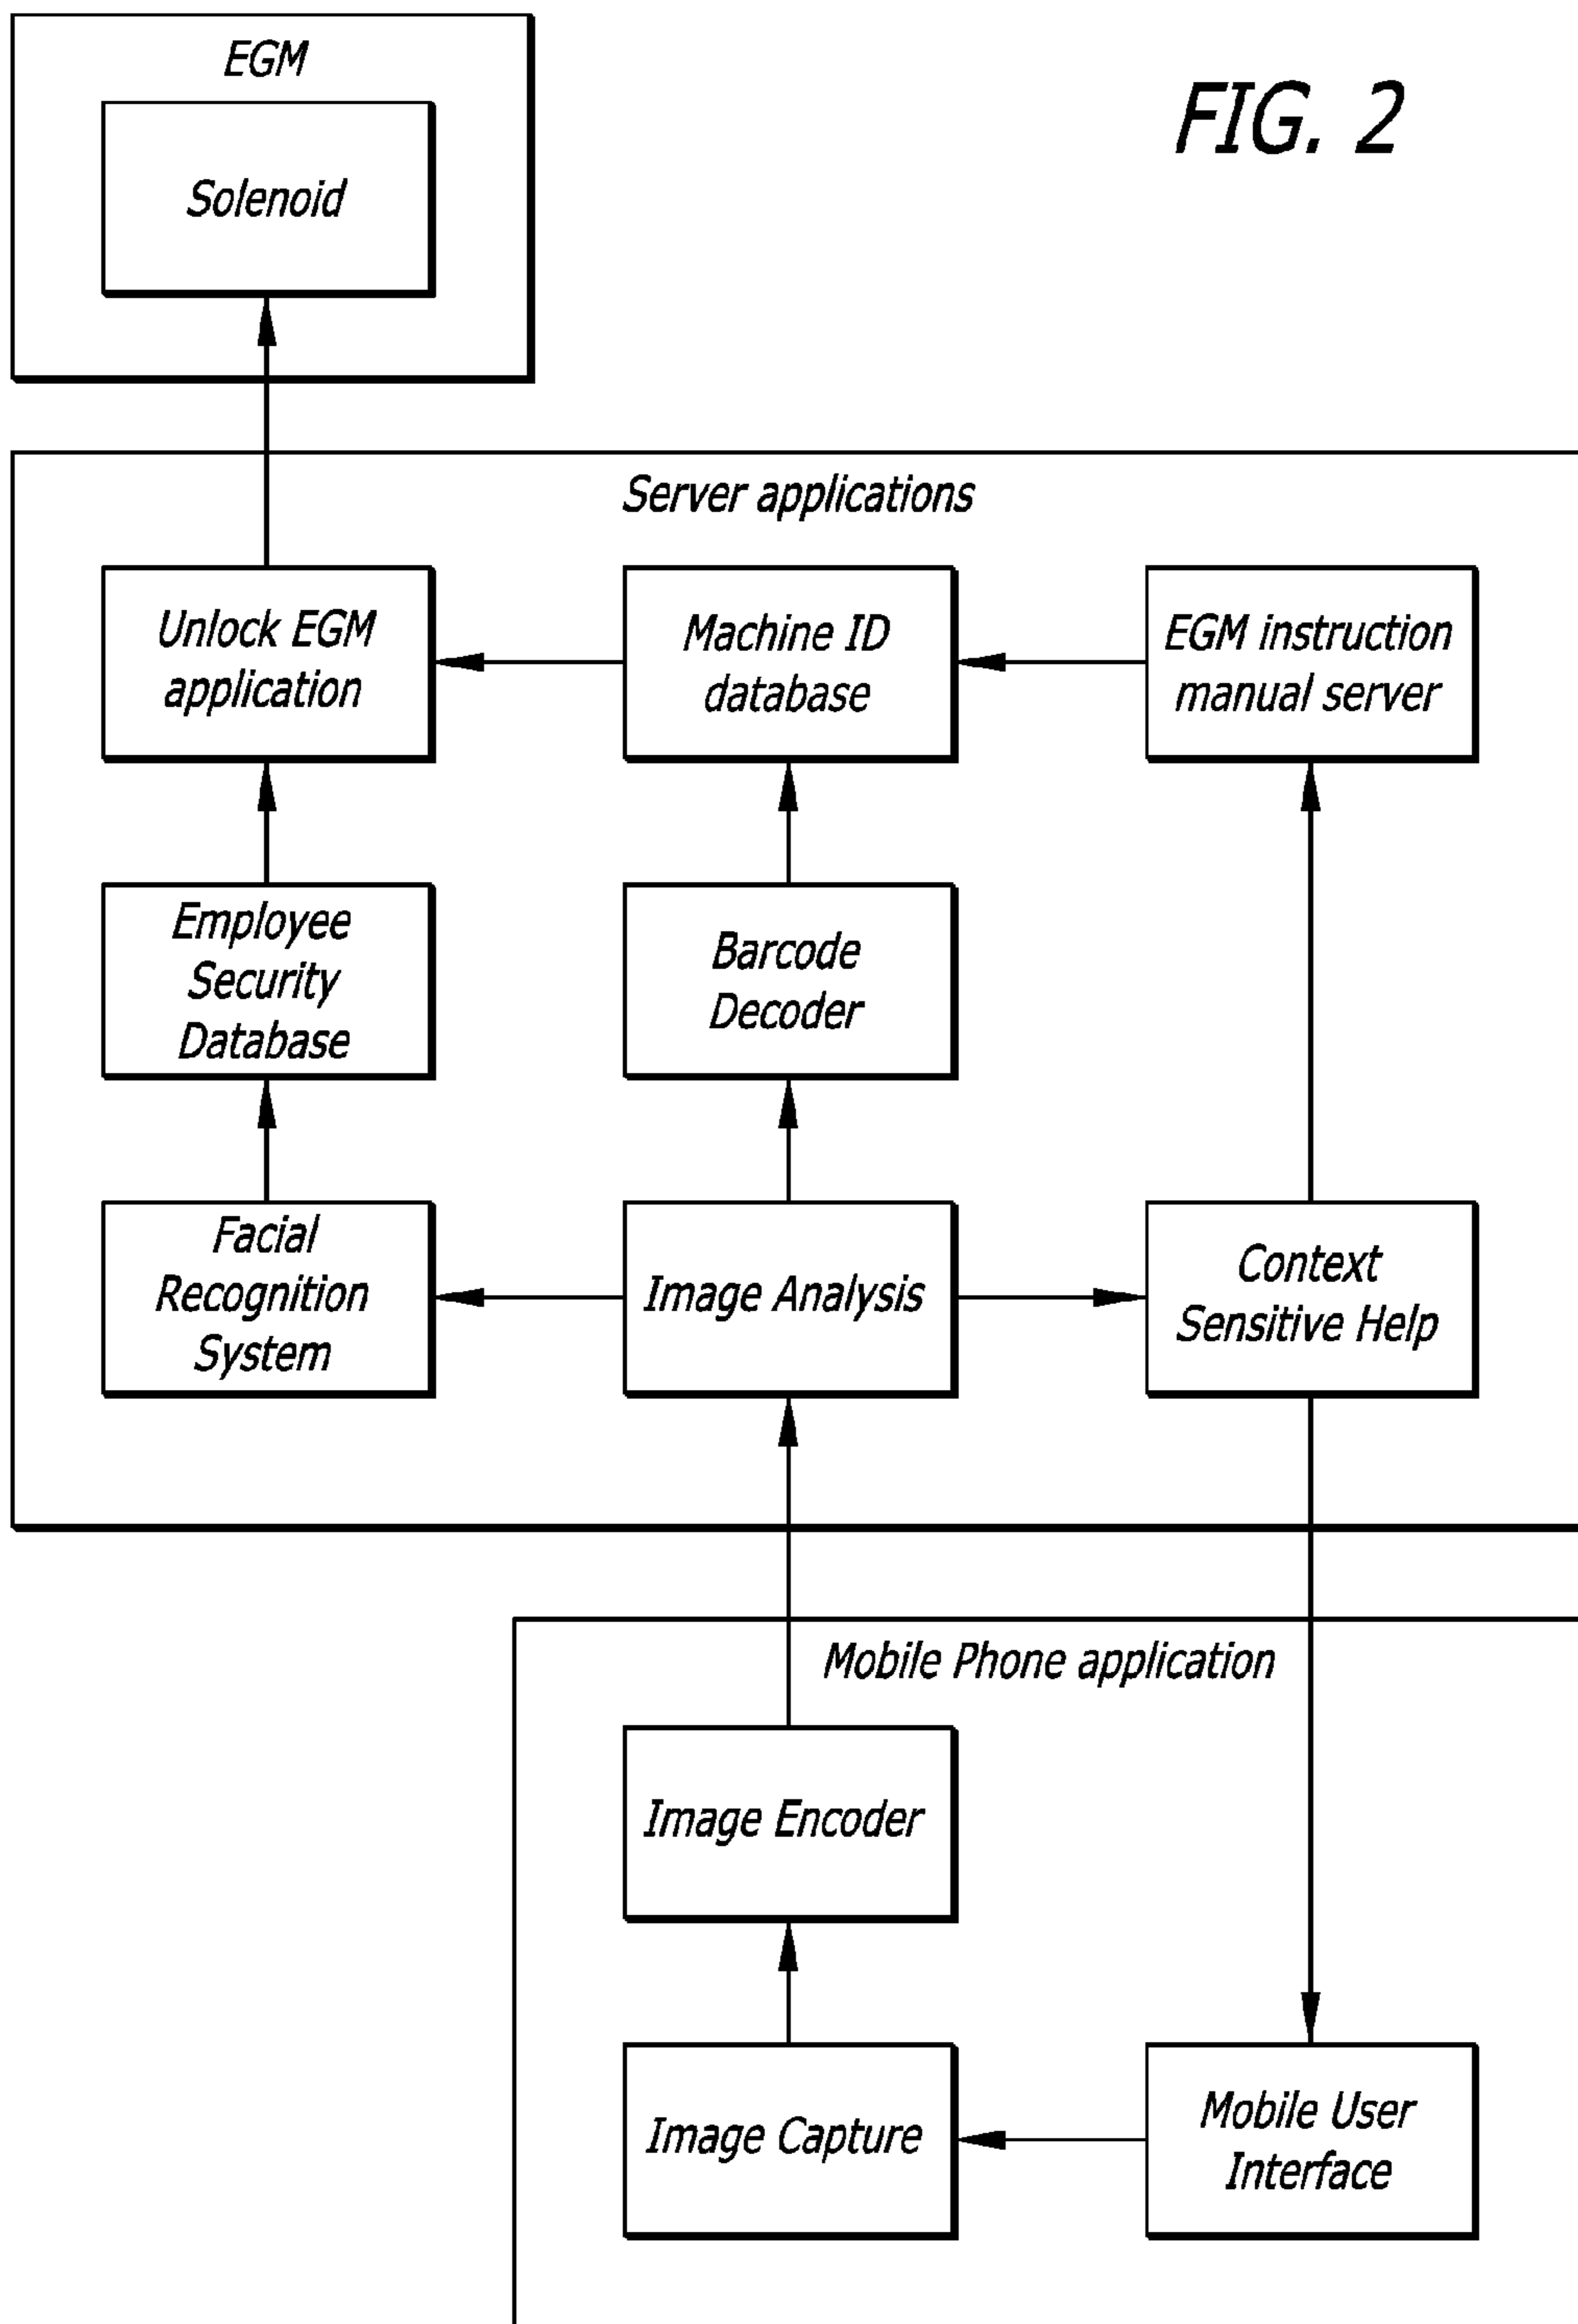 EGM
FIG. 2
Solenoid
Server applications
Unlock EGM
application
Machine ID
database
EGM instruction
manual server
Employee
Security
Database
Barcode
Decoder
Facial
Recognition
System
Image Analysis
Context
Sensitive Help
Mobile Phone application
Image Encoder
Image Capture
Mobile User
Interface